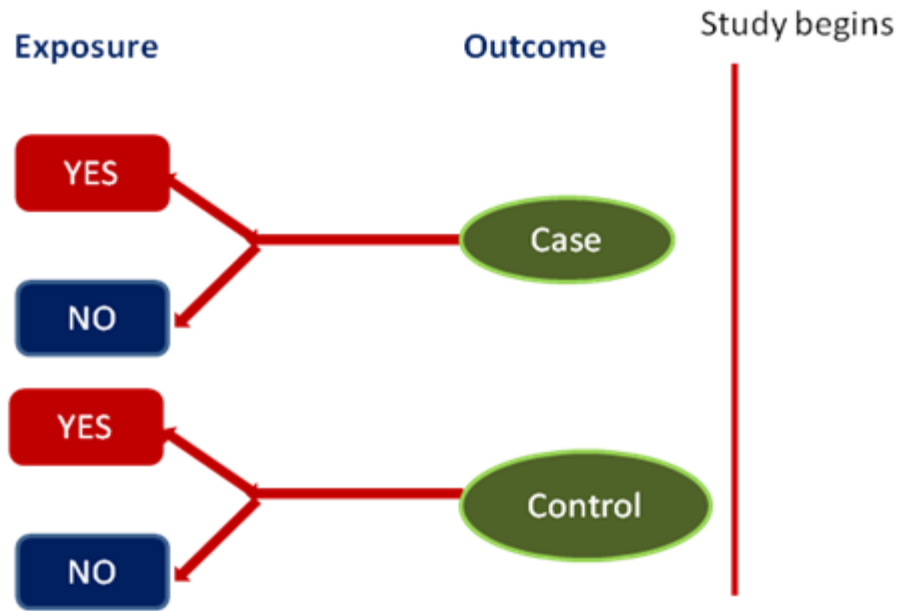 Study begins
Exposure
Outcome
YES
Case
NO
YES
Control
NO